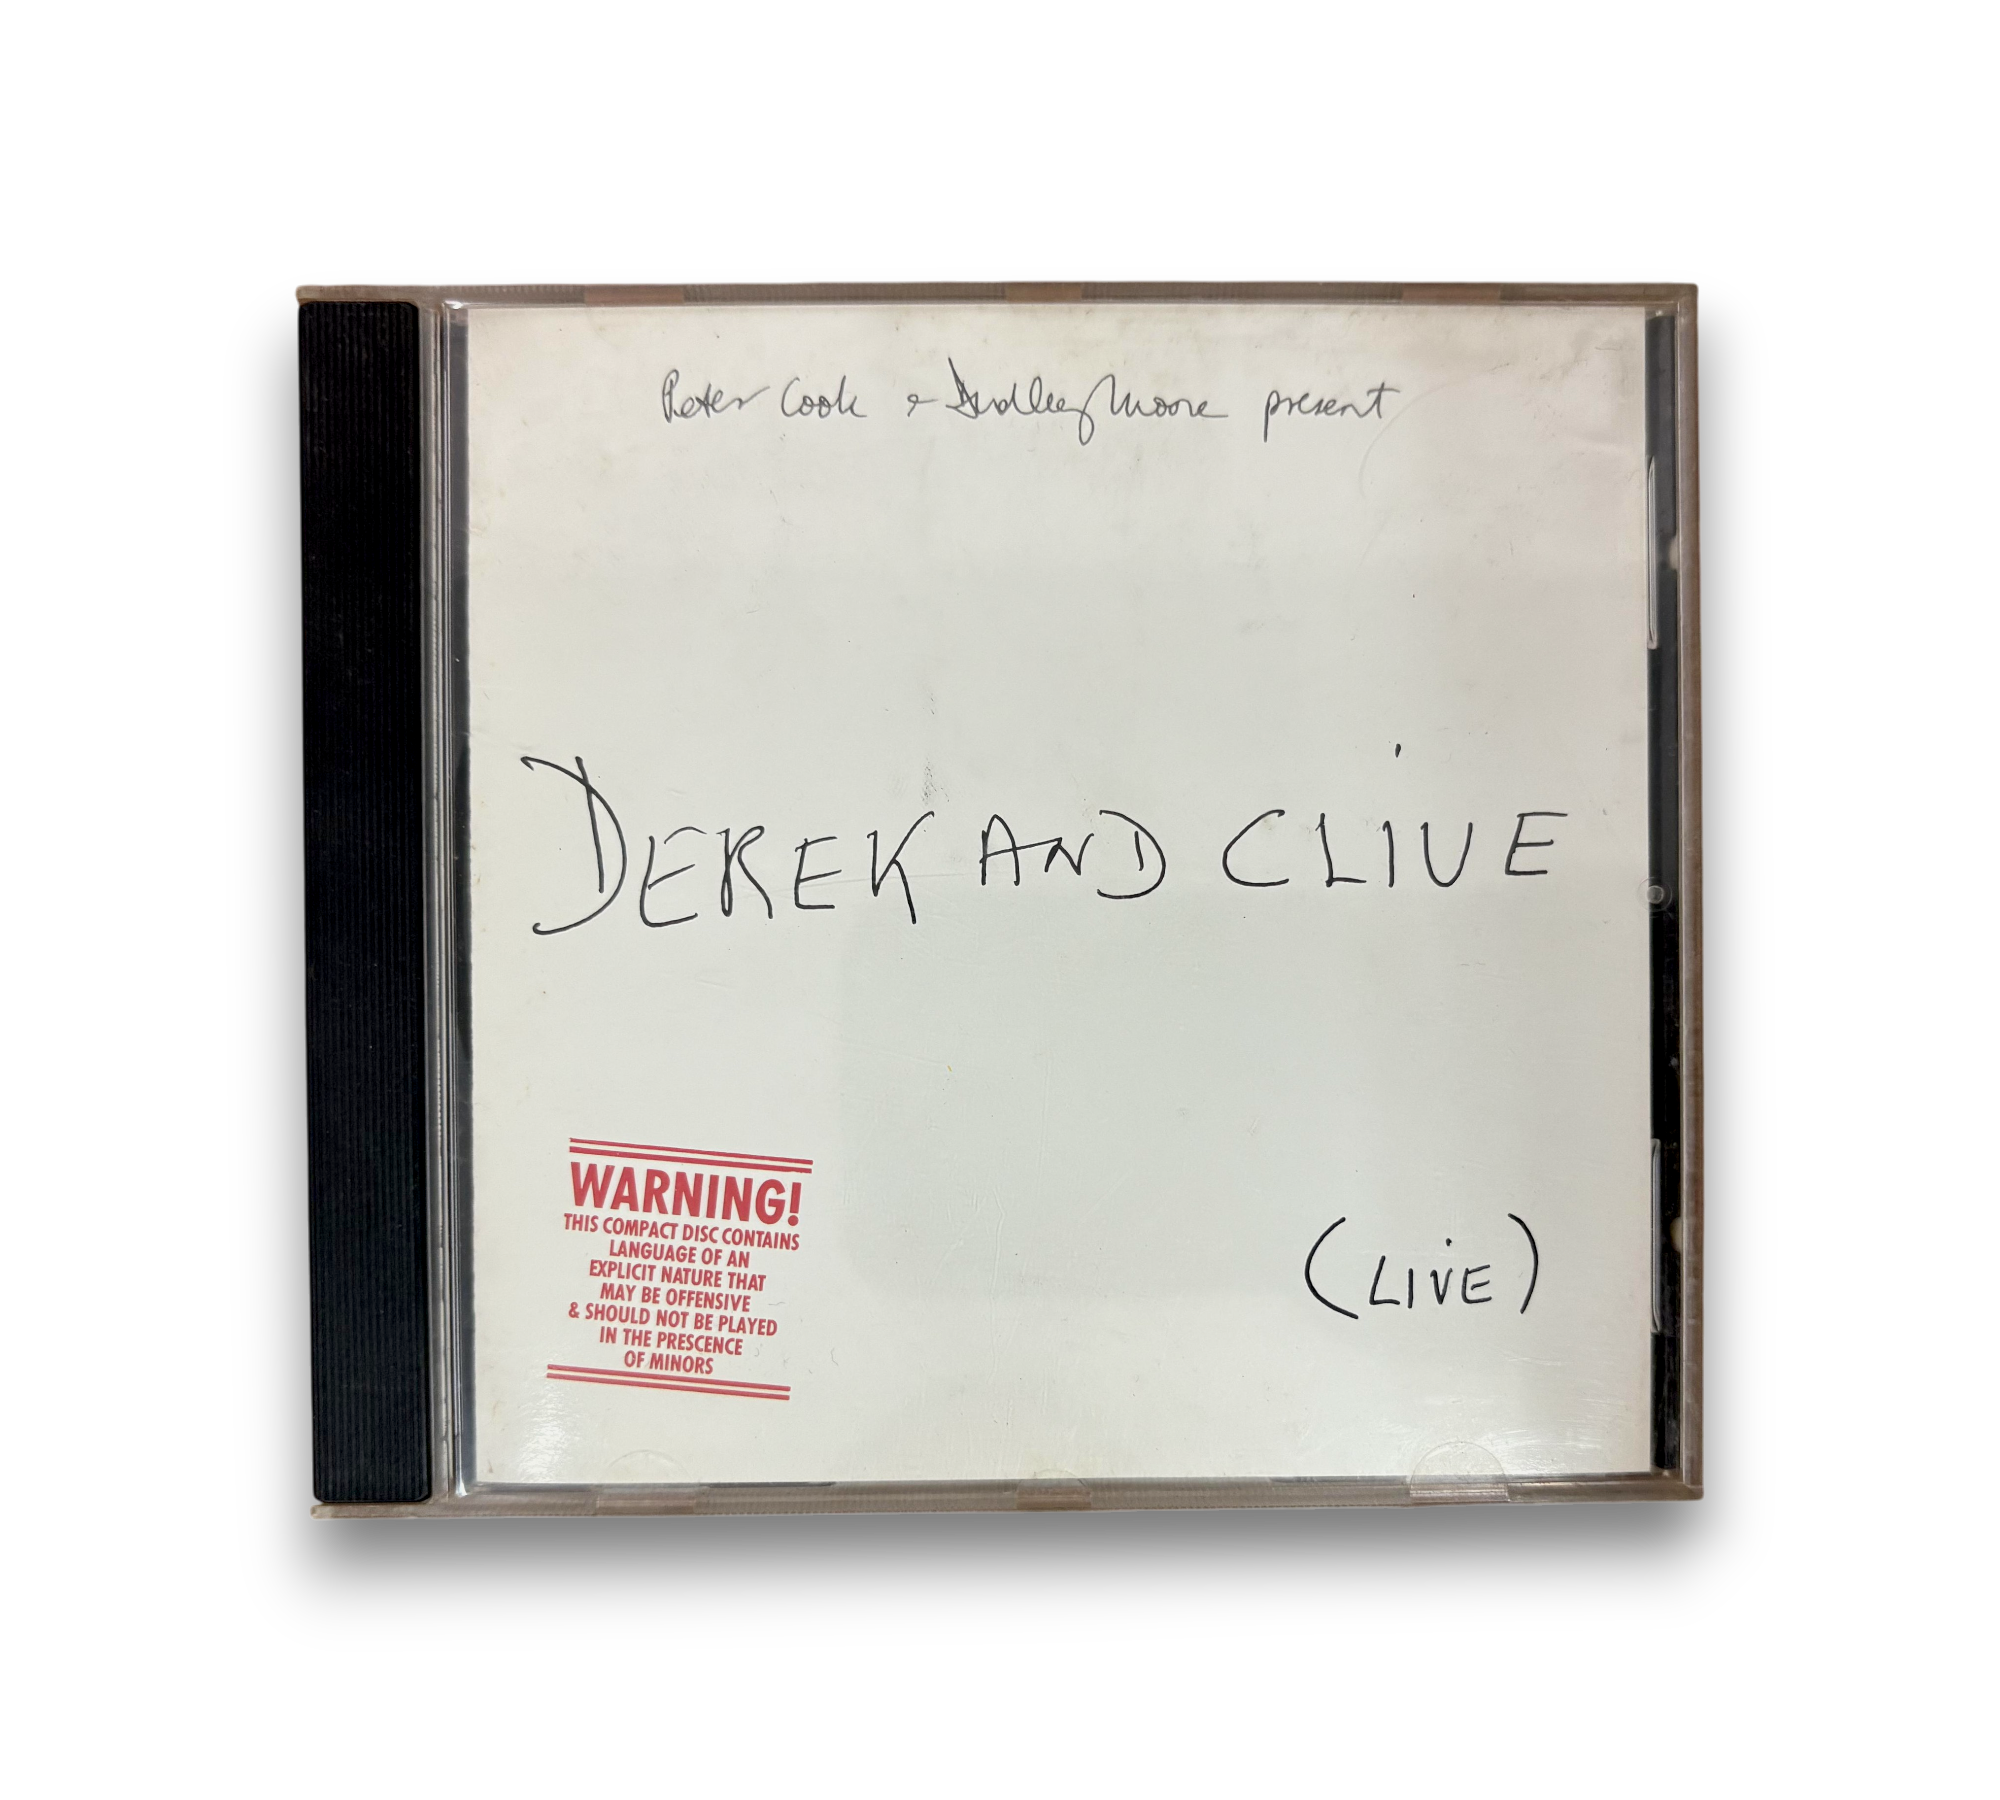 Peter Cook & Dudley Moore present
DEREK AND CLIVE
WARNING!
THIS COMPACT DISC CONTAINS
LANGUAGE OF AN
EXPLICIT NATURE THAT
MAY BE OFFENSIVE
& SHOULD NOT BE PLAYED
IN THE PRESCENCE
OF MINORS
(LIVE)